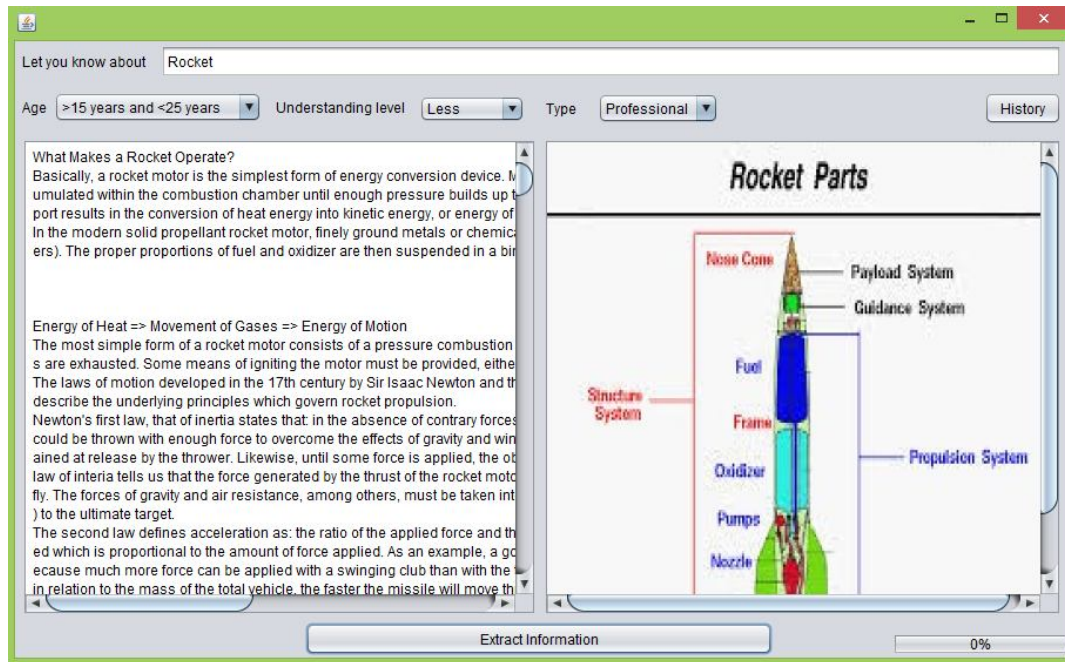 Let you know about Rocket
Age >15 years and <25 years Understanding level Less Type Professional History
What Makes a Rocket Operate?
Basically, a rocket motor is the simplest form of energy conversion device.
umulated within the combustion chamber until enough pressure builds up
port results in the conversion of heat energy into kinetic energy, or energy of
In the modern solid propellant rocket motor, finely ground metals or
ers). The proper proportions of fuel and oxidizer are then suspended in a
Energy of Heat => Movement of Gases => Energy of Motion
The most simple form of a rocket motor consists of a pressure combustion
s are exhausted. Some means of igniting the motor must be provided,
The laws of motion developed in the 17th century by Sir Isaac Newton and
describe the underlying principles which govern rocket propulsion.
Newton's first law, that of inertia states that: in the absence of contrary forces
could be thrown with enough force to overcome the effects of gravity and
ained at release by the thrower. Likewise, until some force is applied, the
law of interia tells us that the force generated by the thrust of the rocket
fly. The forces of gravity and air resistance, among others, must be taken
) to the ultimate target.
The second law defines acceleration as: the ratio of the applied force and
ed which is proportional to the amount of force applied. As an example, a
ecause much more force can be applied with a swinging club than with the
in relation to the mass of the total vehicle, the faster the missile will move
Rocket Parts
Nose Cone
Payload System
Guidance System
Fuel
Structure
System
Frame
Oxidizer
Propulsion System
Pumps
Nozzle
Extract Information
0%